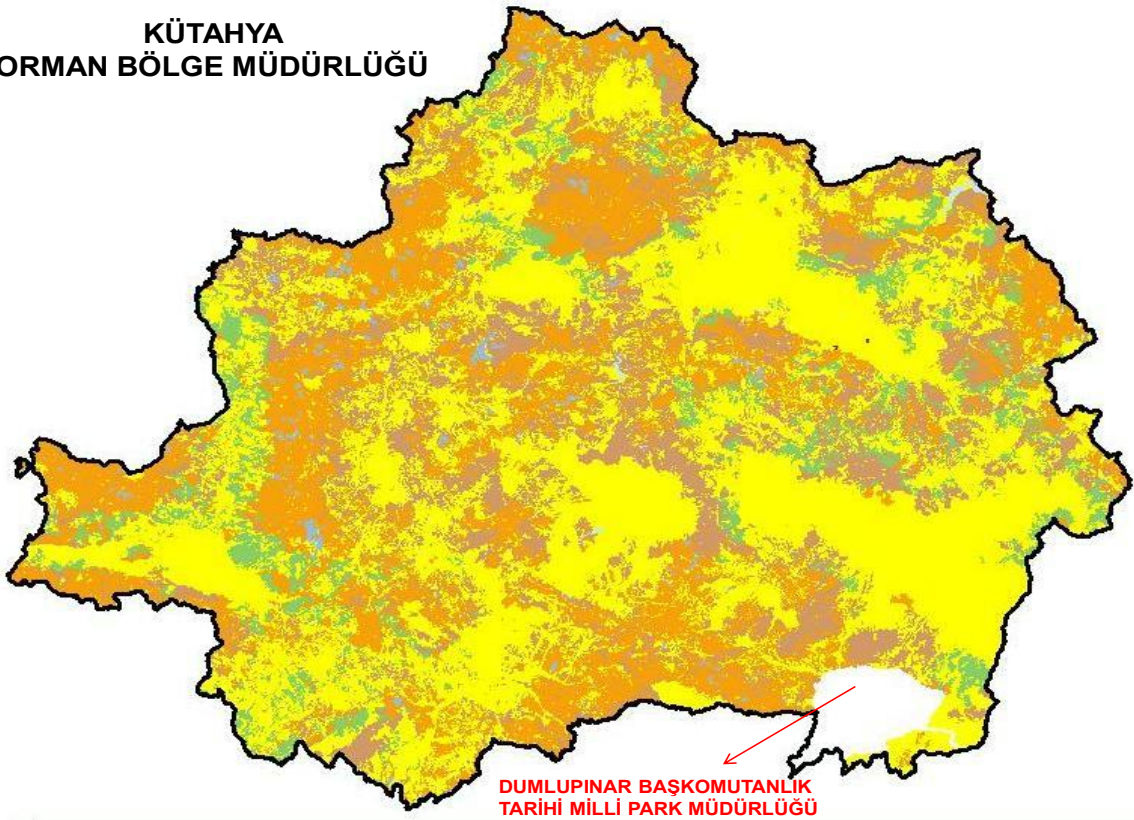 KÜTAHYA
ORMAN BÖLGE MÜDÜRLÜĞÜ
DUMLUPINAR BAŞKOMUTANLIK
TARİHİ MİLLİ PARK MÜDÜRLÜĞÜ